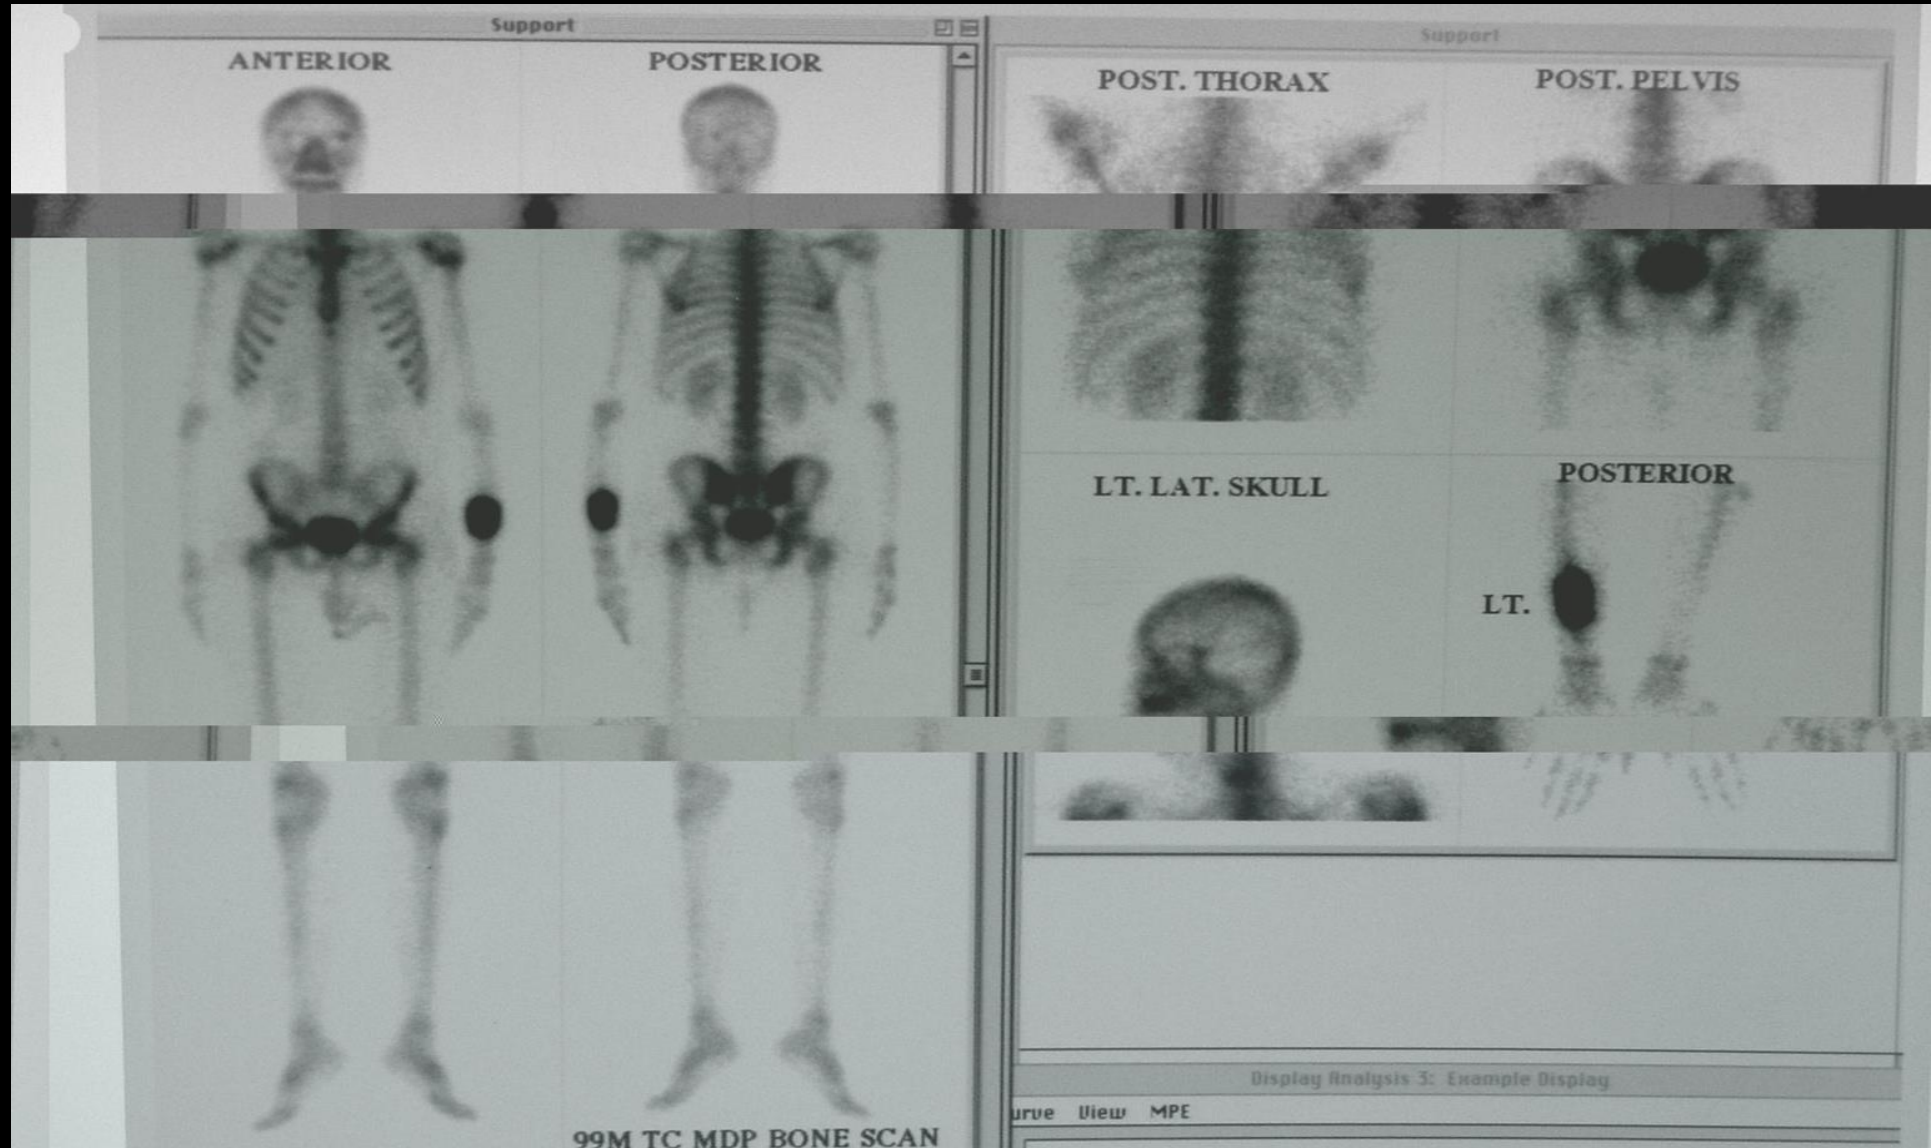 Support
ANTERIOR POSTERIOR
Support
POST. THORAX POST. PELVIS
LT. LAT. SKULL POSTERIOR
LT.
99M TC MDP BONE SCAN
Display Analysis 3: Example Display
urve View MPE